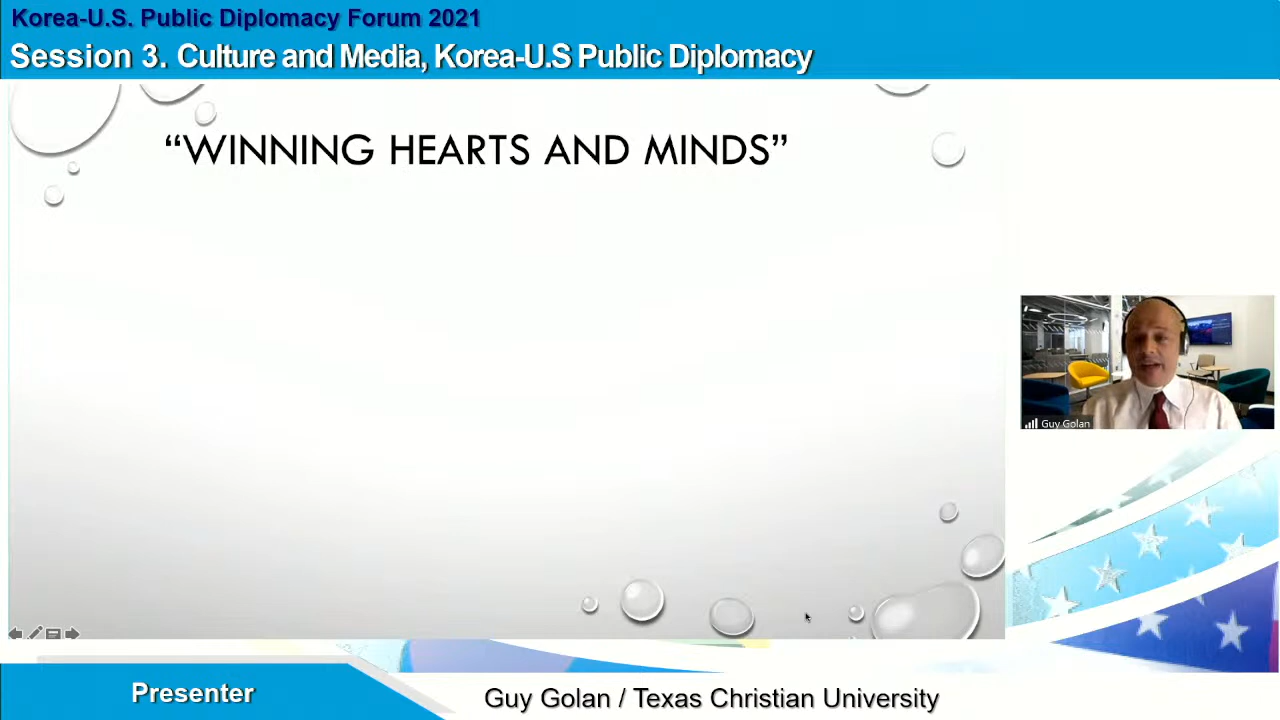 Korea-U.S. Public Diplomacy Forum 2021
Session 3. Culture and Media, Korea-U.S Public Diplomacy
“WINNING HEARTS AND MINDS”
Guy Golan
Presenter
Guy Golan / Texas Christian University